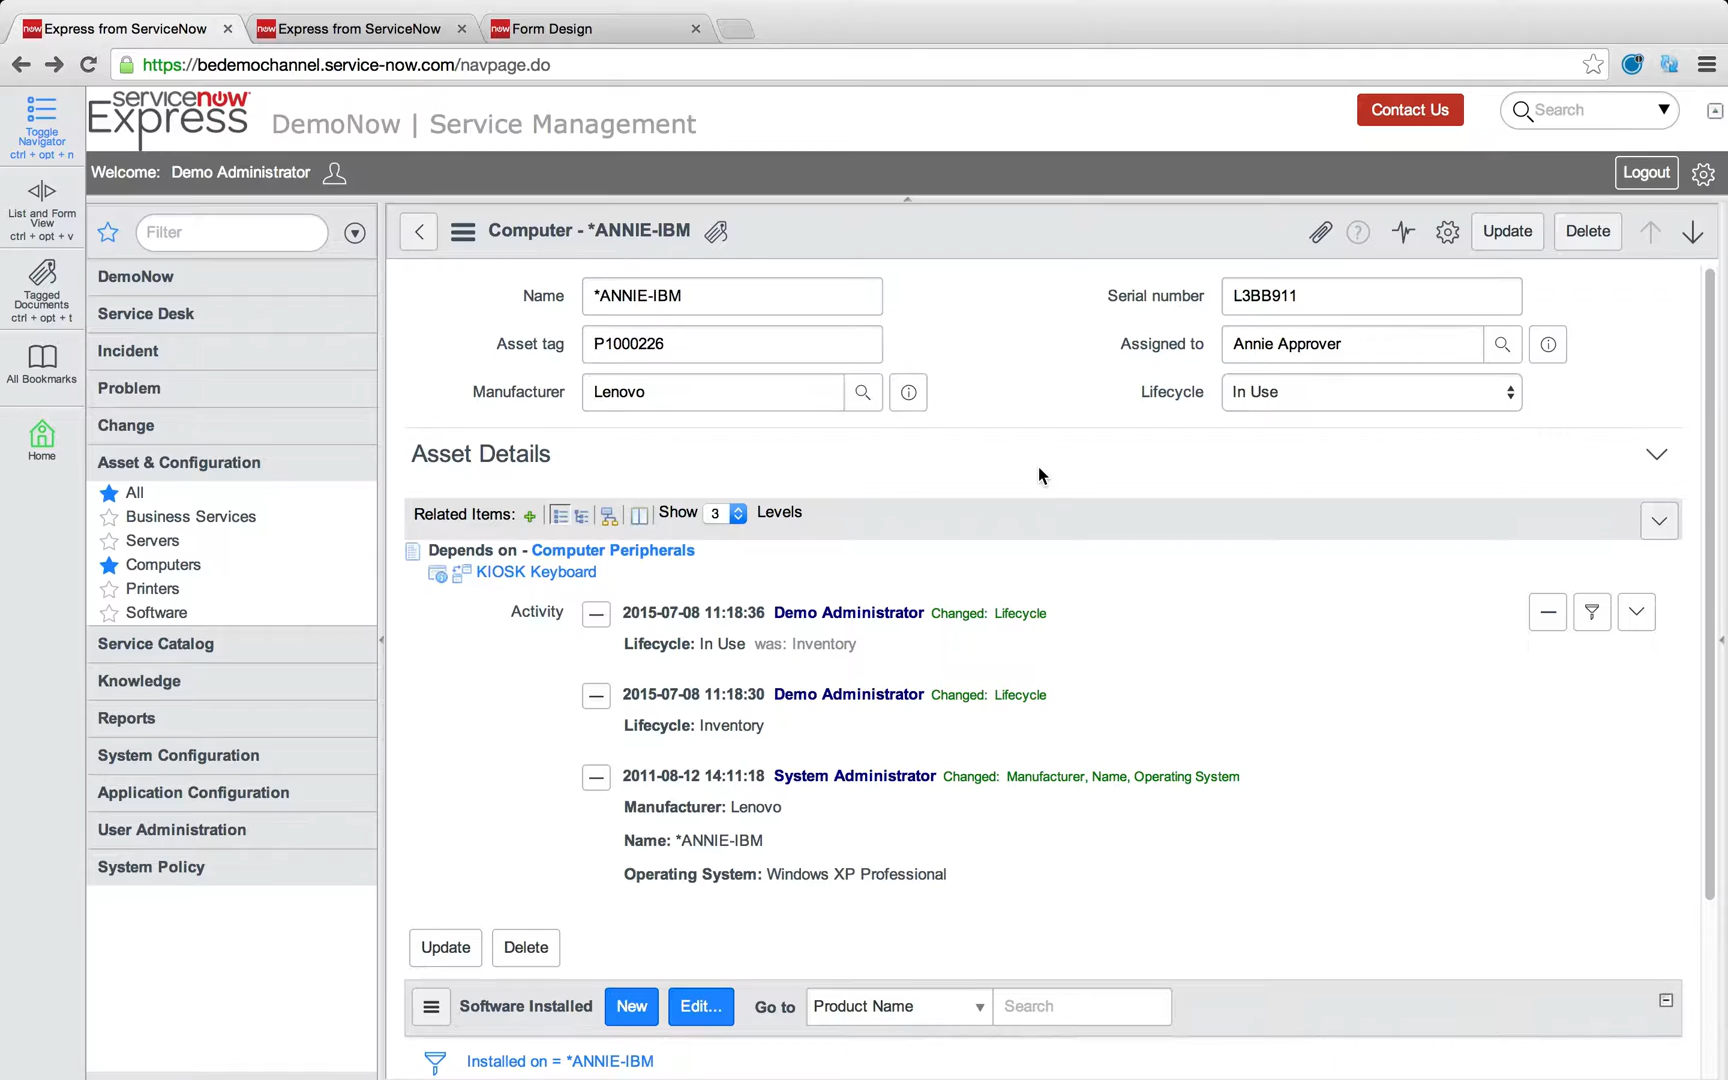 now Express from ServiceNow
now Express from ServiceNow
now Form Design
https://bedemochannel.service-now.com/navpage.do
Toggle
Navigator
ctrl + opt + n
List and Form
View
ctrl + opt + v
Tagged
Documents
ctrl + opt + t
All Bookmarks
Home
servicenow
Express
DemoNow | Service Management
Contact Us
Search
Welcome: Demo Administrator
Logout
Filter
DemoNow
Service Desk
Incident
Problem
Change
Asset & Configuration
All
Business Services
Servers
Computers
Printers
Software
Service Catalog
Knowledge
Reports
System Configuration
Application Configuration
User Administration
System Policy
Computer - *ANNIE-IBM
Update
Delete
Name *ANNIE-IBM
Serial number L3BB911
Asset tag P1000226
Assigned to Annie Approver
Manufacturer Lenovo
Lifecycle In Use
Asset Details
Related Items: Show 3 Levels
Depends on - Computer Peripherals
KIOSK Keyboard
Activity 2015-07-08 11:18:36 Demo Administrator Changed: Lifecycle
Lifecycle: In Use was: Inventory
2015-07-08 11:18:30 Demo Administrator Changed: Lifecycle
Lifecycle: Inventory
2011-08-12 14:11:18 System Administrator Changed: Manufacturer, Name, Operating System
Manufacturer: Lenovo
Name: *ANNIE-IBM
Operating System: Windows XP Professional
Update
Delete
Software Installed New Edit... Go to Product Name Search
Installed on = *ANNIE-IBM